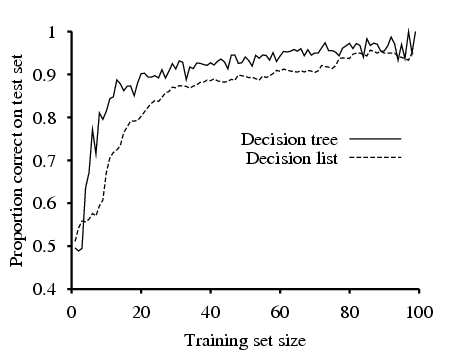 1
0.9
0.8
0.7
0.6
0.5
0.4
Proportion correct on test set
Decision tree
Decision list
0 20 40 60 80 100
Training set size